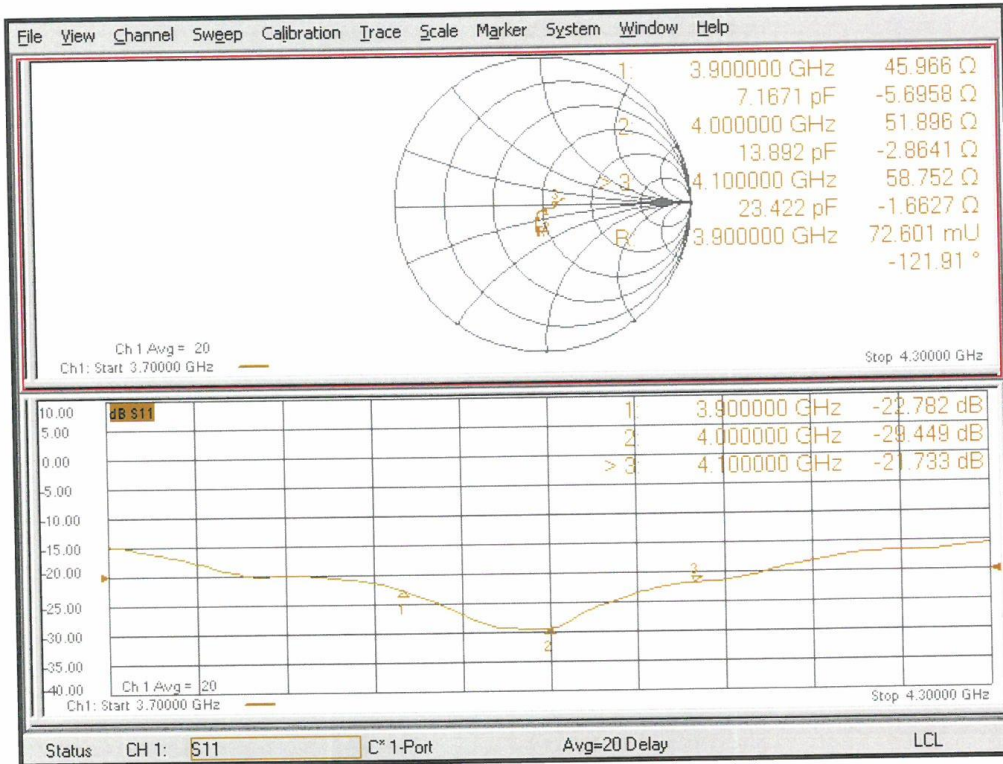 File View Channel Sweep Calibration Trace Scale Marker System Window Help
1: 3.900000 GHz 45.966 Ω
7.1671 pF -5.6958 Ω
2: 4.000000 GHz 51.896 Ω
13.892 pF -2.8641 Ω
> 3: 4.100000 GHz 58.752 Ω
23.422 pF -1.6627 Ω
R: 3.900000 GHz 72.601 mU
-121.91 °
3
Ch 1 Avg = 20
Ch1: Start 3.70000 GHz
Stop 4.30000 GHz
10.00
5.00
0.00
-5.00
-10.00
-15.00
-20.00
-25.00
-30.00
-35.00
-40.00
dB S11
1: 3.900000 GHz -22.782 dB
2: 4.000000 GHz -29.449 dB
> 3: 4.100000 GHz -21.733 dB
1
2
3
Ch 1 Avg = 20
Ch1: Start 3.70000 GHz
Stop 4.30000 GHz
Status CH 1: S11 C* 1-Port Avg=20 Delay LCL